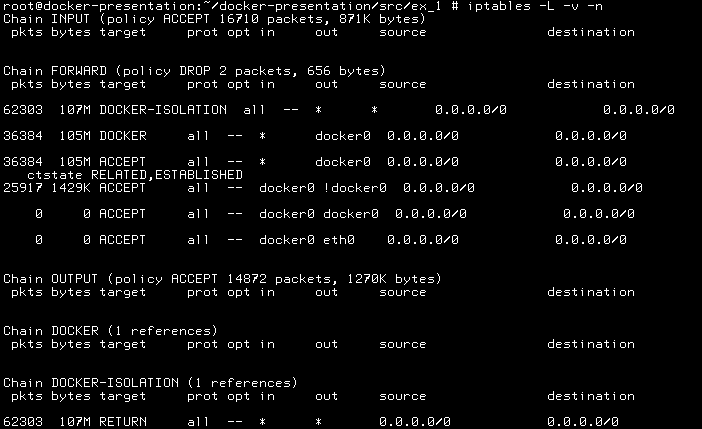 root@docker-presentation:~/docker-presentation/src/ex_1 # iptables -L -v -n
Chain INPUT (policy ACCEPT 16710 packets, 871K bytes)
 pkts bytes target     prot opt in     out     source               destination

Chain FORWARD (policy DROP 2 packets, 656 bytes)
 pkts bytes target     prot opt in     out     source               destination
62303  107M DOCKER-ISOLATION  all  --  *      *       0.0.0.0/0            0.0.0.0/0
36384  105M DOCKER     all  --  *      docker0  0.0.0.0/0            0.0.0.0/0
36384  105M ACCEPT     all  --  *      docker0  0.0.0.0/0            0.0.0.0/0
   ctstate RELATED,ESTABLISHED
25917 1429K ACCEPT     all  --  docker0 !docker0  0.0.0.0/0            0.0.0.0/0
    0     0 ACCEPT     all  --  docker0 docker0  0.0.0.0/0            0.0.0.0/0
    0     0 ACCEPT     all  --  docker0 eth0    0.0.0.0/0            0.0.0.0/0

Chain OUTPUT (policy ACCEPT 14872 packets, 1270K bytes)
 pkts bytes target     prot opt in     out     source               destination

Chain DOCKER (1 references)
 pkts bytes target     prot opt in     out     source               destination

Chain DOCKER-ISOLATION (1 references)
 pkts bytes target     prot opt in     out     source               destination
62303  107M RETURN     all  --  *      *       0.0.0.0/0            0.0.0.0/0